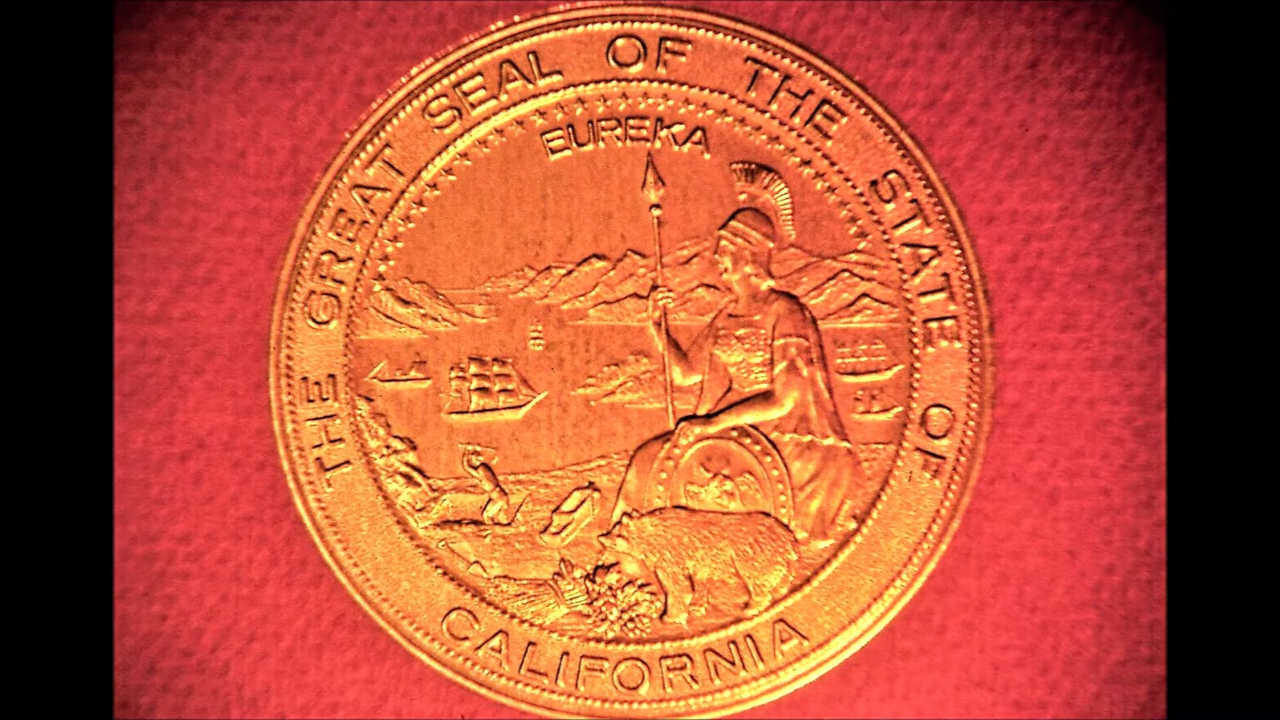 THE GREAT SEAL OF THE STATE OF CALIFORNIA
EUREKA